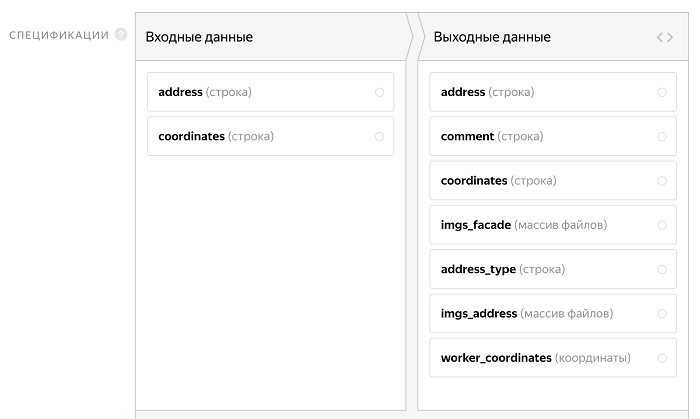 СПЕЦИФИКАЦИИ ?
Входные данные
Выходные данные <>
address (строка)
coordinates (строка)
address (строка)
comment (строка)
coordinates (строка)
imgs_facade (массив файлов)
address_type (строка)
imgs_address (массив файлов)
worker_coordinates (координаты)